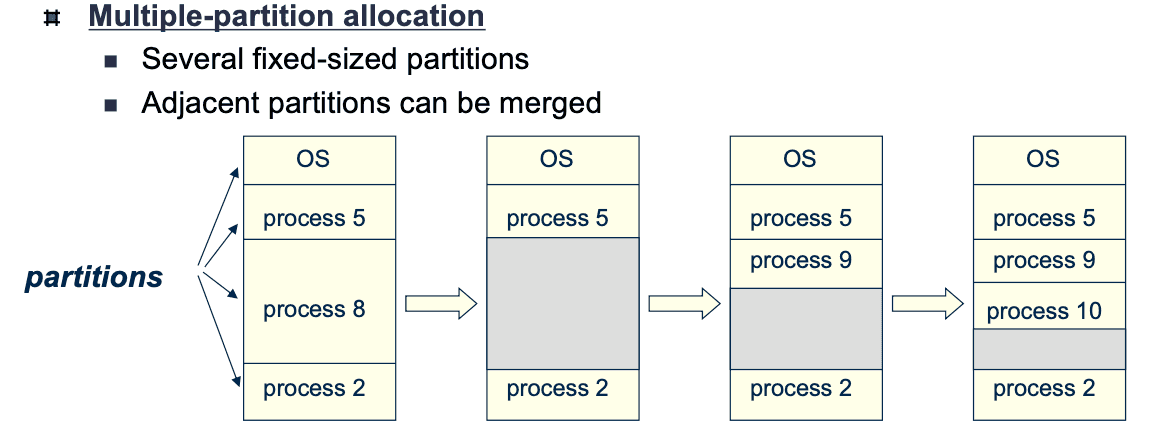 Multiple-partition allocation
Several fixed-sized partitions
Adjacent partitions can be merged
partitions
OS
process 5
process 8
process 2
OS
process 5
process 2
OS
process 5
process 9
process 2
OS
process 5
process 9
process 10
process 2